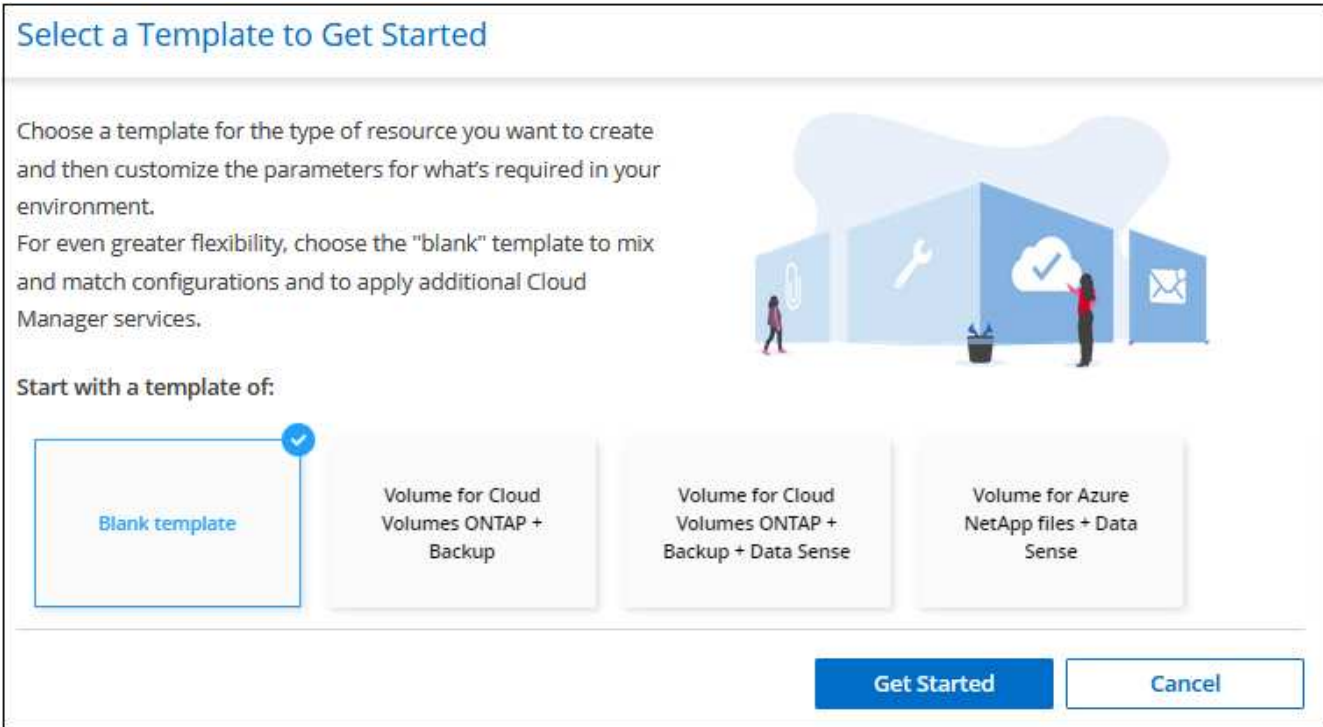 Select a Template to Get Started
Choose a template for the type of resource you want to create
and then customize the parameters for what's required in your
environment.
For even greater flexibility, choose the "blank" template to mix
and match configurations and to apply additional Cloud
Manager services.
Start with a template of:
Blank template
Volume for Cloud
Volumes ONTAP +
Backup
Volume for Cloud
Volumes ONTAP +
Backup + Data Sense
Volume for Azure
NetApp files + Data
Sense
Get Started
Cancel